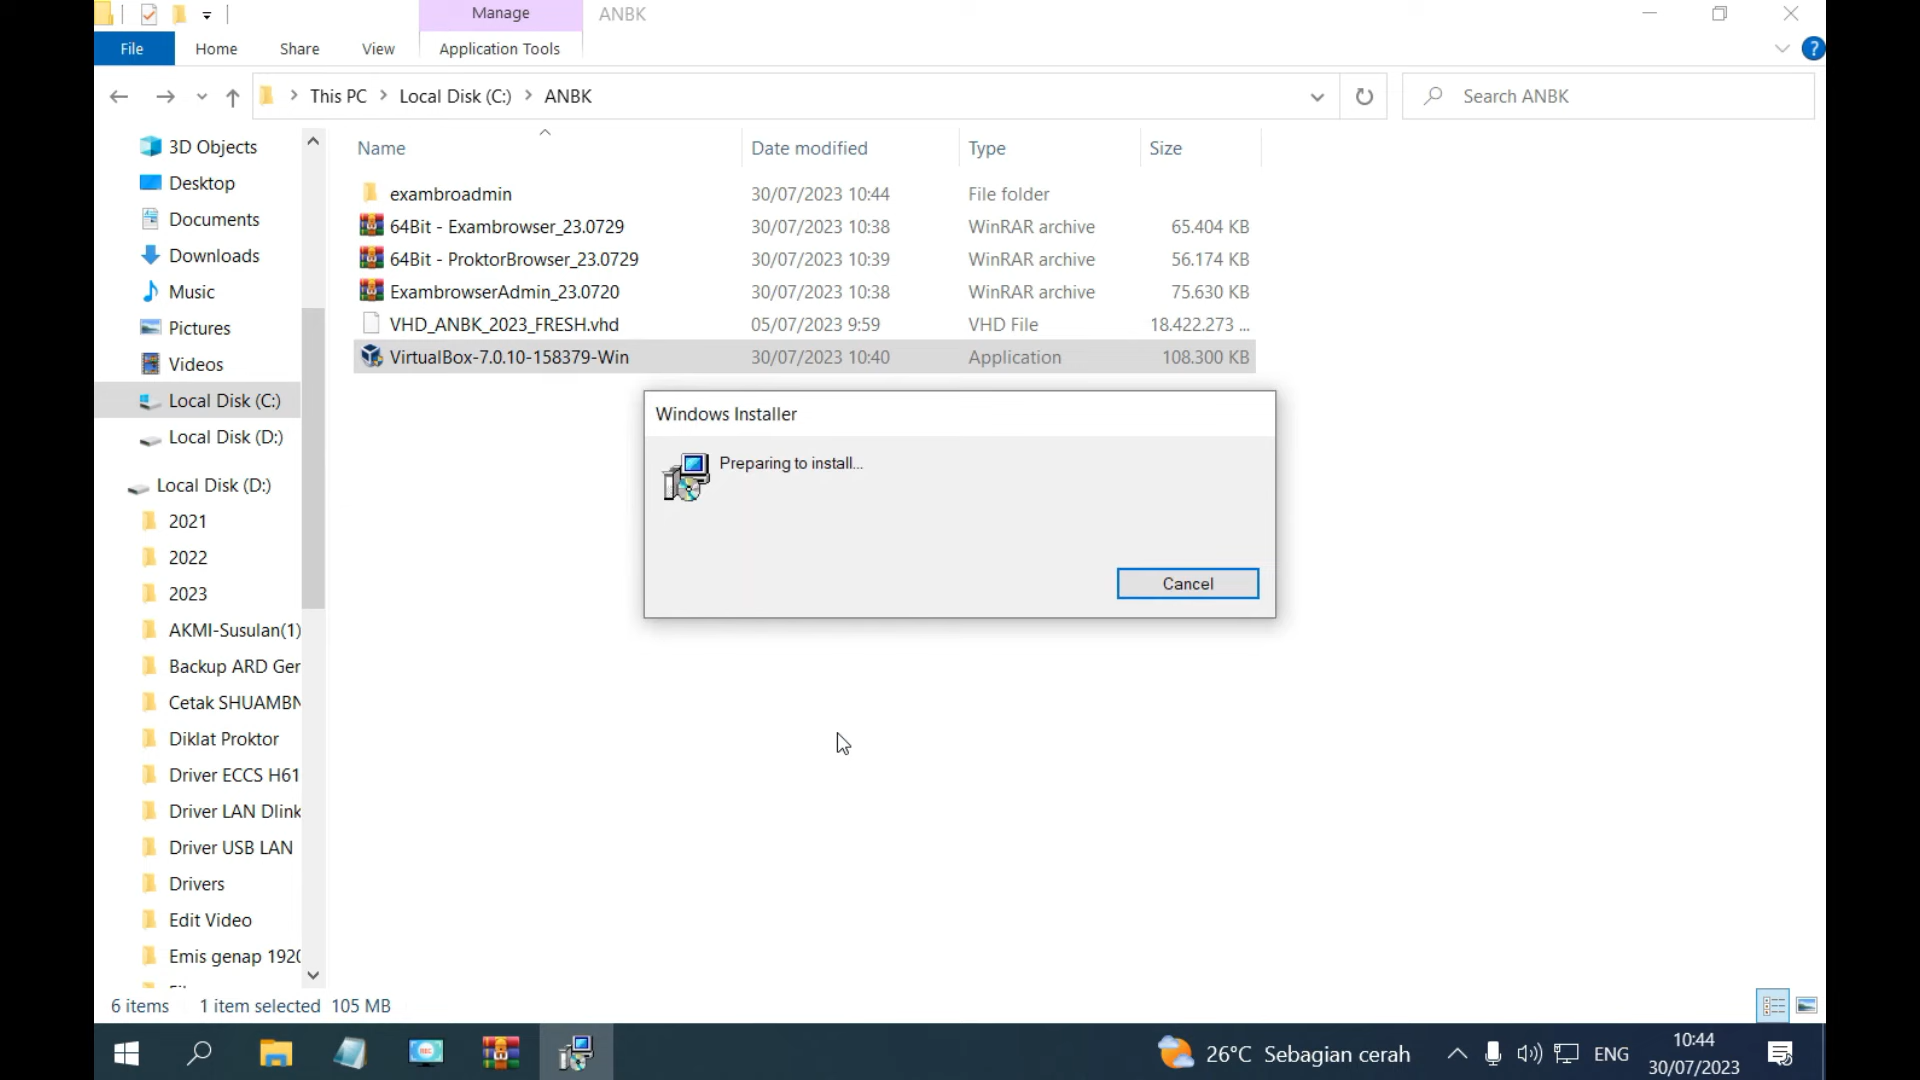 Manage
ANBK
File
Home
Share
View
Application Tools
?
This PC
Local Disk (C:)
ANBK
Search ANBK
Name
Date modified
Type
Size
exambroadmin 30/07/2023 10:44 File folder
64Bit - Exambrowser_23.0729 30/07/2023 10:38 WinRAR archive 65.404 KB
64Bit - ProktorBrowser_23.0729 30/07/2023 10:39 WinRAR archive 56.174 KB
ExambrowserAdmin_23.0720 30/07/2023 10:38 WinRAR archive 75.630 KB
VHD_ANBK_2023_FRESH.vhd 05/07/2023 9:59 VHD File 18.422.273 ...
VirtualBox-7.0.10-158379-Win 30/07/2023 10:40 Application 108.300 KB
3D Objects
Desktop
Documents
Downloads
Music
Pictures
Videos
Local Disk (C:)
Local Disk (D:)
Local Disk (D:)
2021
2022
2023
AKMI-Susulan(1)
Backup ARD Ger
Cetak SHUAMBN
Diklat Proktor
Driver ECCS H61
Driver LAN Dlink
Driver USB LAN
Drivers
Edit Video
Emis genap 1920
Windows Installer
Preparing to install...
Cancel
6 items
1 item selected 105 MB
26°C Sebagian cerah
ENG
10:44
30/07/2023